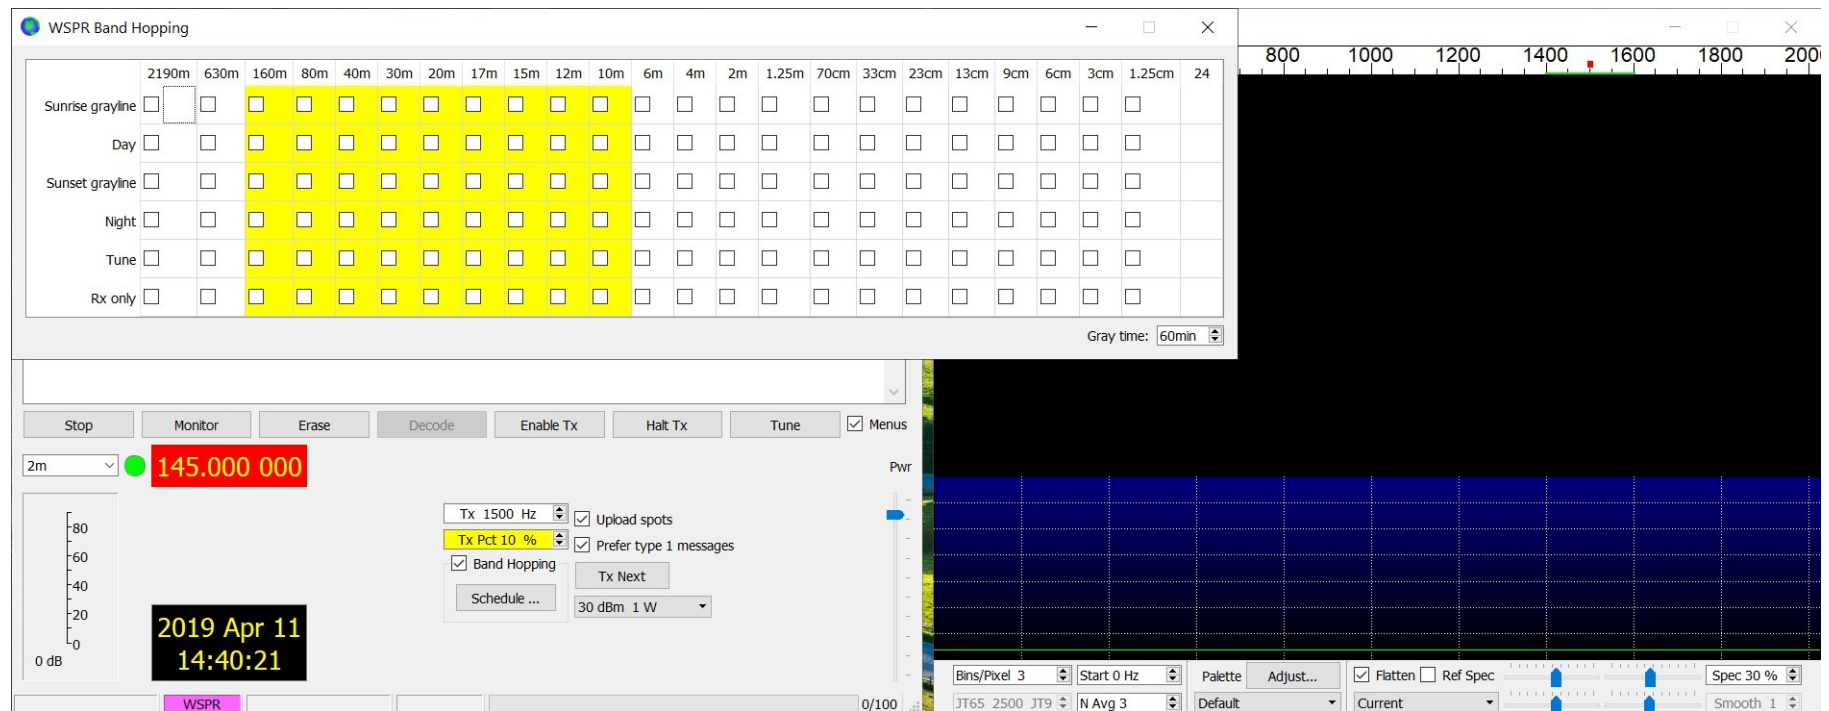 WSPR Band Hopping
2190m 630m 160m 80m 40m 30m 20m 17m 15m 12m 10m 6m 4m 2m 1.25m 70cm 33cm 23cm 13cm 9cm 6cm 3cm 1.25cm 24
Sunrise grayline
Day
Sunset grayline
Night
Tune
Rx only
Gray time: 60min
800 1000 1200 1400 1600 1800 200
Stop Monitor Erase Decode Enable Tx Halt Tx Tune Menus
2m 145.000 000 Pwr
Tx 1500 Hz Upload spots
Tx Pct 10 % Prefer type 1 messages
Band Hopping Tx Next
Schedule ... 30 dBm 1 W
80
60
40
20
0
0 dB
2019 Apr 11
14:40:21
WSPR 0/100
Bins/Pixel 3 Start 0 Hz Palette Adjust... Flatten Ref Spec Spec 30 %
JT65 2500 JT9 N Avg 3 Default Current Smooth 1